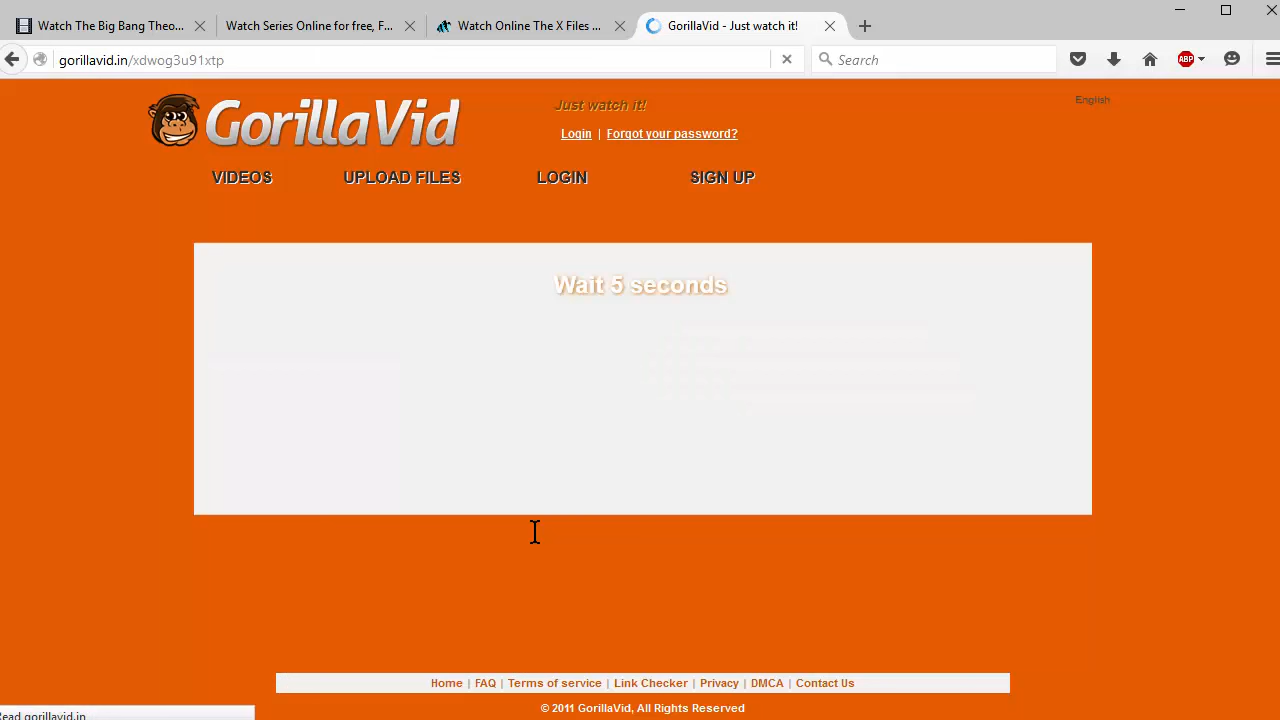 Watch The Big Bang Theo...
Watch Series Online for free, F...
Watch Online The X Files ...
GorillaVid - Just watch it!
gorillavid.in/xdwog3u91xtp
Search
ABP
GorillaVid
Just watch it!
English
Login | Forgot your password?
VIDEOS
UPLOAD FILES
LOGIN
SIGN UP
Wait 5 seconds
Home | FAQ | Terms of service | Link Checker | Privacy | DMCA | Contact Us
© 2011 GorillaVid, All Rights Reserved
Read gorillavid.in